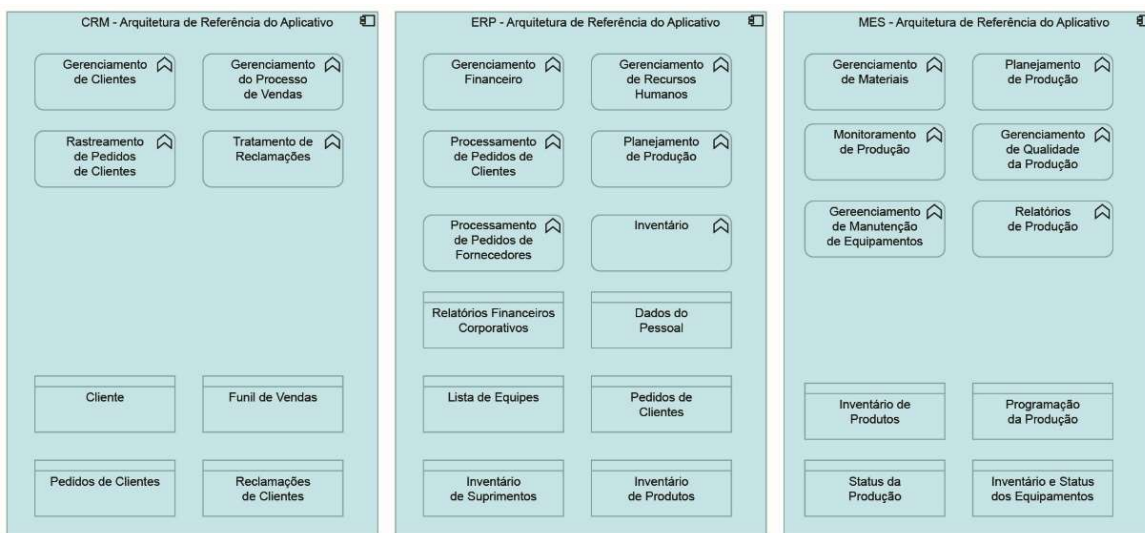 CRM - Arquitetura de Referência do Aplicativo
Gerenciamento
de Clientes
Gerenciamento
do Processo
de Vendas
Rastreamento
de Pedidos
de Clientes
Tratamento de
Reclamações
Cliente
Funil de Vendas
Pedidos de Clientes
Reclamações
de Clientes
ERP - Arquitetura de Referência do Aplicativo
Gerenciamento
Financeiro
Gerenciamento
de Recursos
Humanos
Processamento
de Pedidos de
Clientes
Planejamento
de Produção
Processamento
de Pedidos de
Fornecedores
Inventário
Relatórios Financeiros
Corporativos
Dados do
Pessoal
Lista de Equipes
Pedidos de
Clientes
Inventário
de Suprimentos
Inventário
de Produtos
MES - Arquitetura de Referência do Aplicativo
Gerenciamento
de Materiais
Planejamento
de Produção
Monitoramento
de Produção
Gerenciamento
de Qualidade
da Produção
Gereenciamento
de Manutenção
de Equipamentos
Relatórios
de Produção
Inventário de
Produtos
Programação
da Produção
Status da
Produção
Inventário e Status
dos Equipamentos